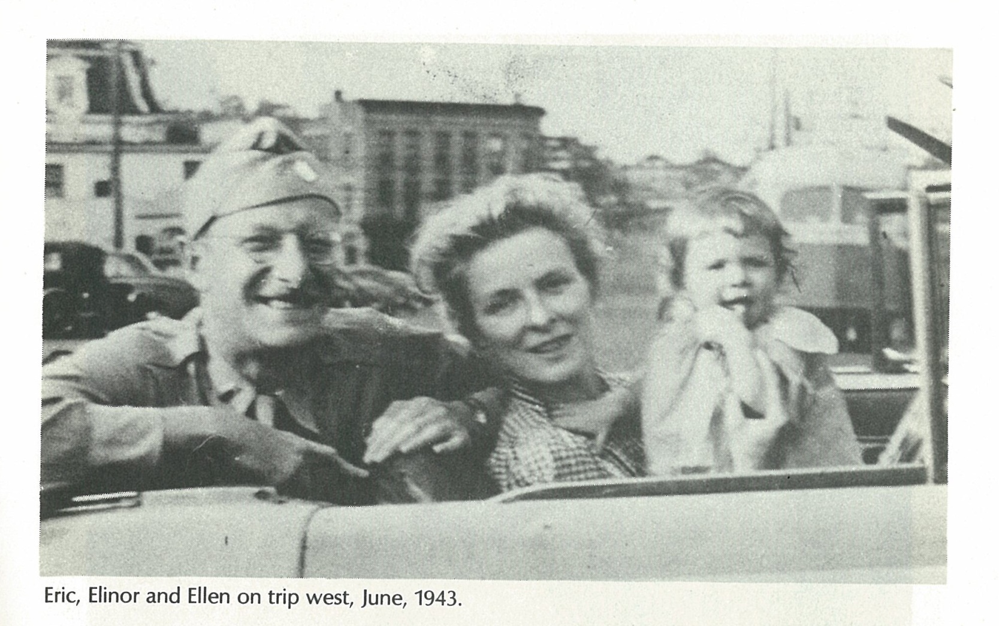 Eric, Elinor and Ellen on trip west, June, 1943.